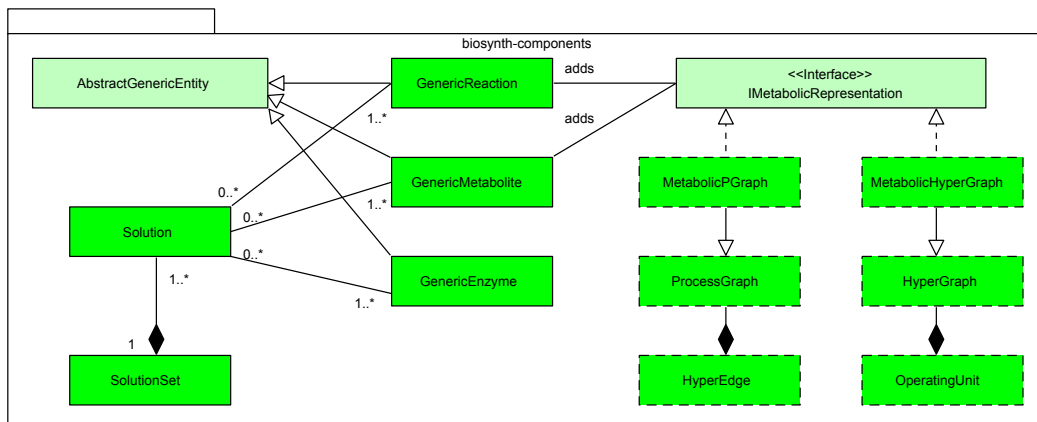 biosynth-components
AbstractGenericEntity
GenericReaction
adds
<<Interface>>
IMetabolicRepresentation
1..*
adds
GenericMetabolite
MetabolicPGraph
MetabolicHyperGraph
0..*
1..*
0..*
Solution
0..*
GenericEnzyme
ProcessGraph
HyperGraph
1..*
1..*
1
SolutionSet
HyperEdge
OperatingUnit